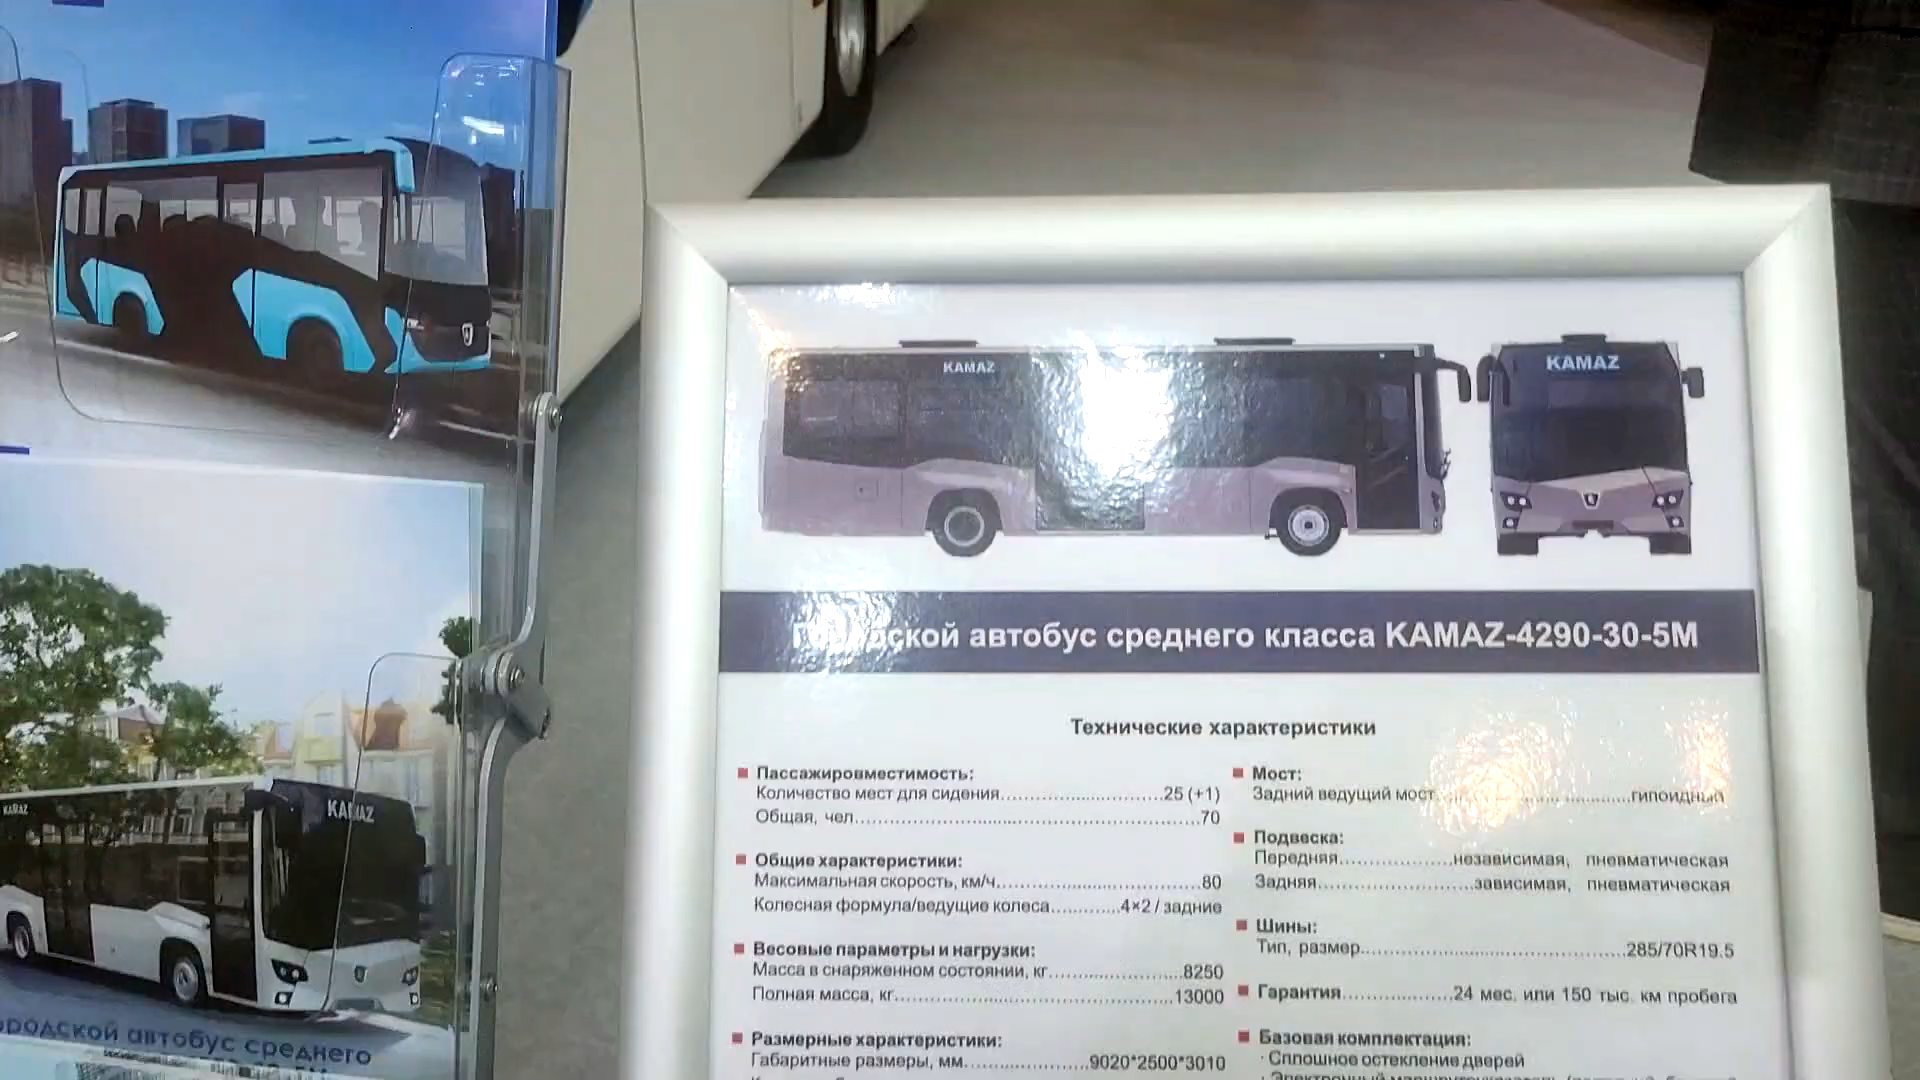 KAMAZ
KAMAZ
KAMAZ
KAMAZ
автобус среднего
автобус среднего класса KAMAZ-4290-30-5М
Технические характеристики
Пассажировместимость:
Количество мест для сидения 25 (+1)
Общая, чел. 70
Общие характеристики:
Максимальная скорость, км/ч 80
Колесная формула/ведущие колеса 4×2 / задние
Весовые параметры и нагрузки:
Масса в снаряженном состоянии, кг 8250
Полная масса, кг 13000
Размерные характеристики:
Габаритные размеры, мм 9020*2500*3010
Мост:
Задний ведущий мост гипоидный
Подвеска:
Передняя независимая, пневматическая
Задняя зависимая, пневматическая
Шины:
Тип, размер 285/70R19.5
Гарантия 24 мес. или 150 тыс. км пробега
Базовая комплектация:
· Сплошное остекление дверей